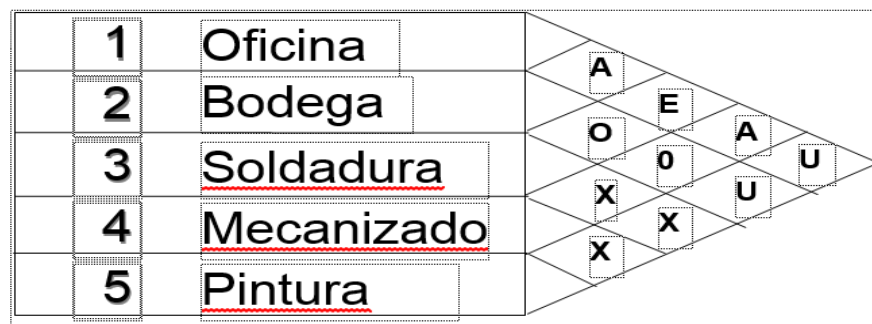 1 Oficina
A
2 Bodega
E
O
A
3 Soldadura
0
U
X
U
4 Mecanizado
X
X
5 Pintura